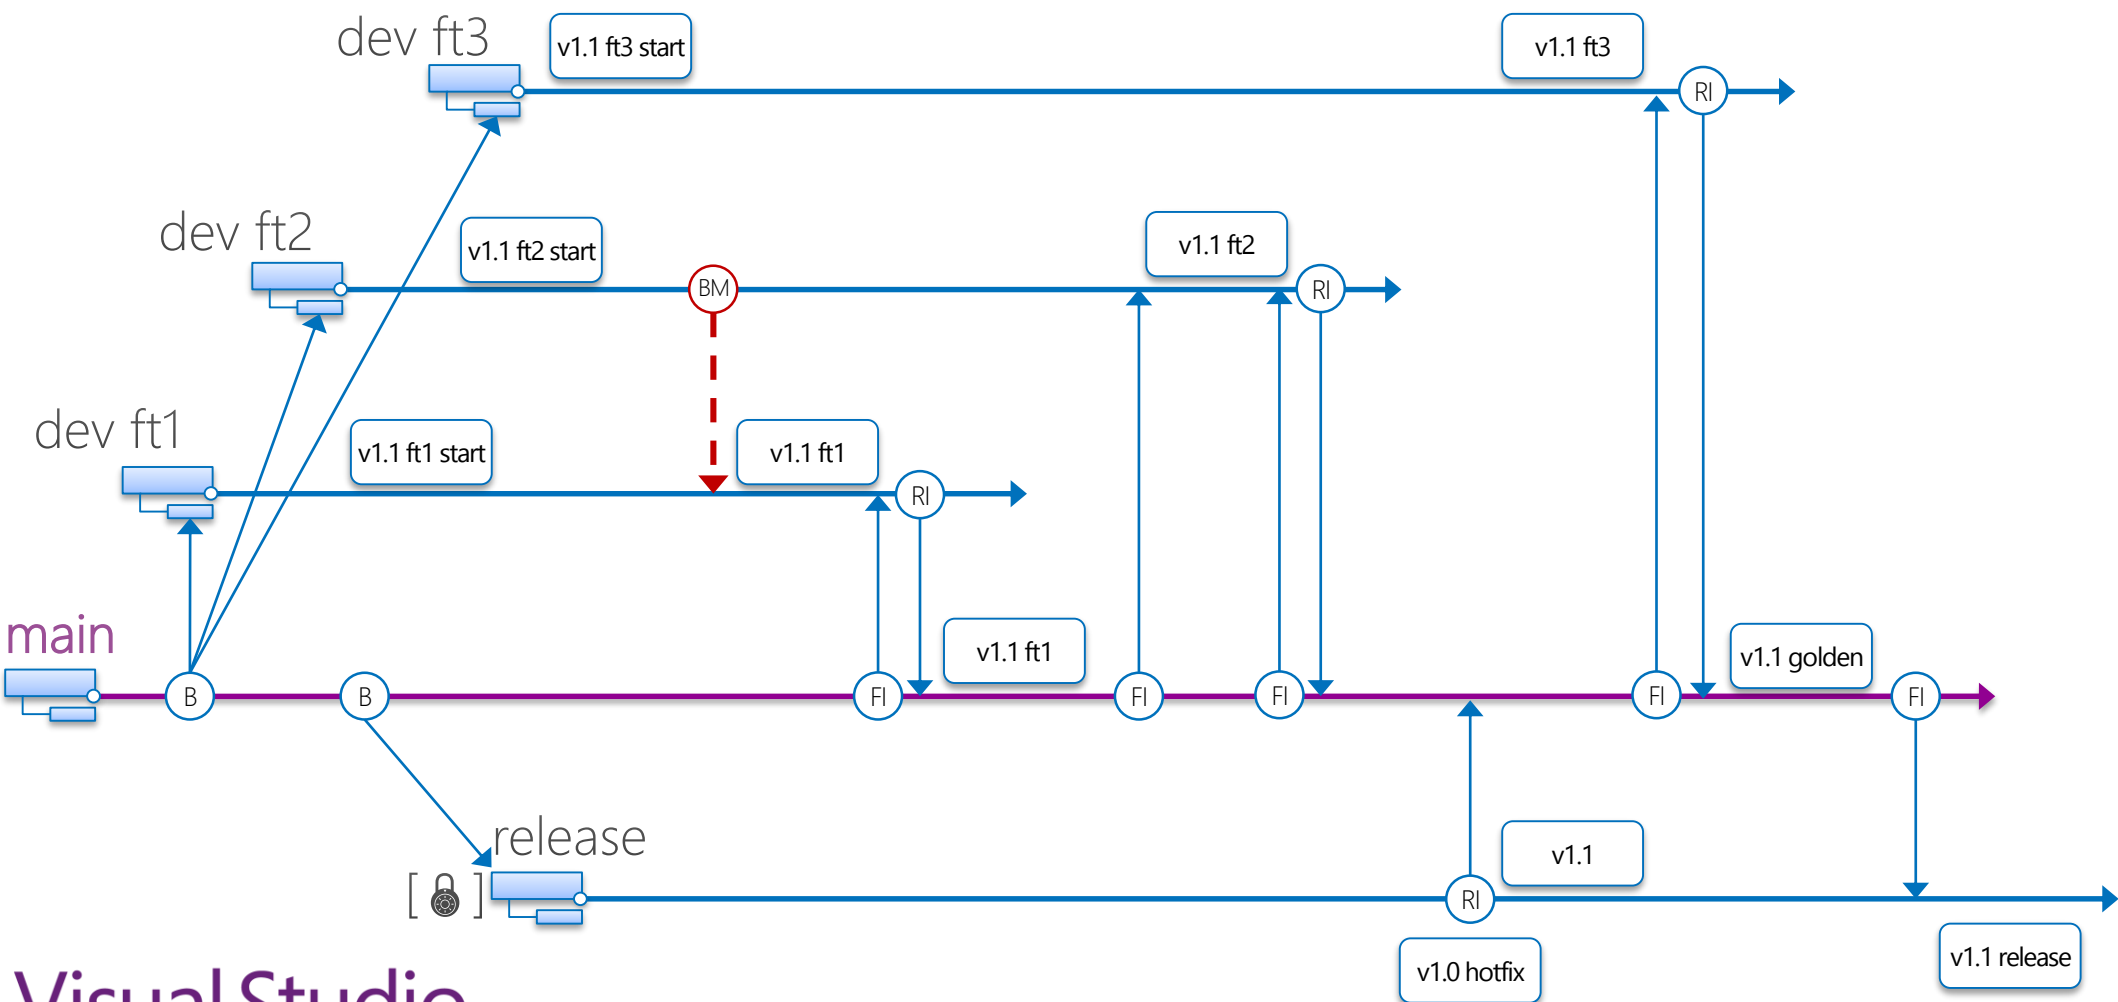 dev ft3
v1.1 ft3 start
v1.1 ft3
RI
dev ft2
v1.1 ft2 start
BM
v1.1 ft2
RI
dev ft1
v1.1 ft1 start
v1.1 ft1
RI
main
B
B
FI
v1.1 ft1
FI
FI
FI
v1.1 golden
FI
release
[ ]
RI
v1.1
v1.0 hotfix
v1.1 release
Visual Studio